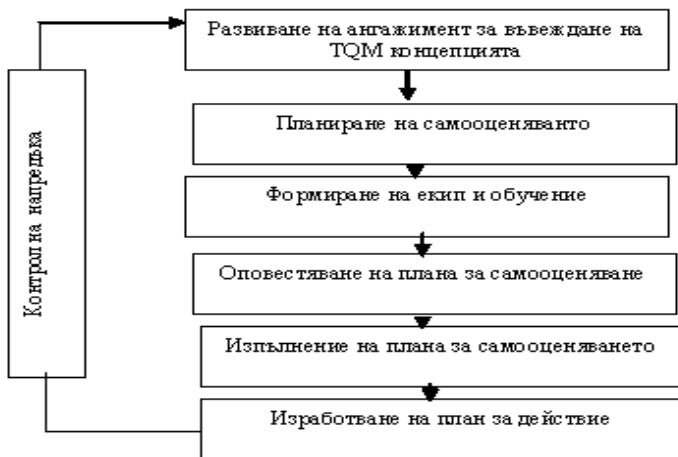 Развиване на ангажимент за въвеждане на
TQM концепцията
Планиране на самооценяванто
Формиране на екип и обучение
Оповестяване на плана за самооценяване
Изпълнение на плана за самооценяването
Изработване на план за действие
Контрол на напредъка